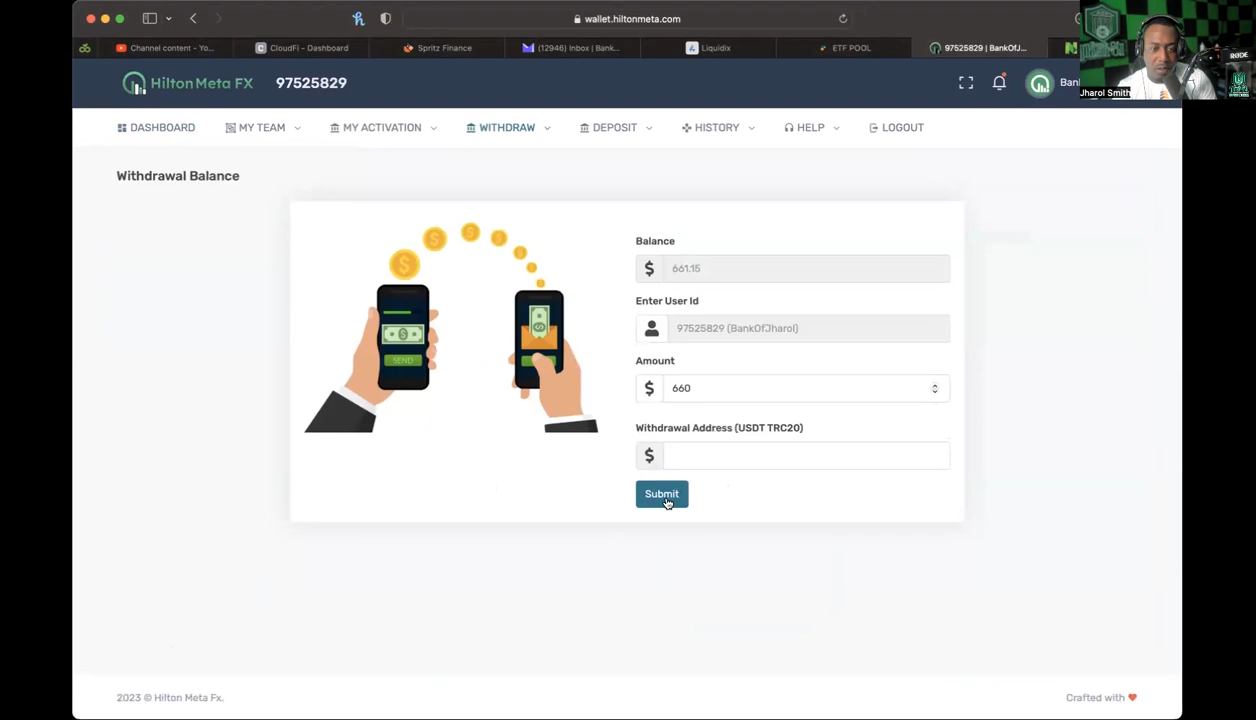 wallet.hiltonmeta.com
Channel content - Yo...
CloudFi - Dashboard
Spritz Finance
(12946) Inbox | Bank...
Liquidix
ETF POOL
97525829 | BankOfJ...
Hilton Meta FX
97525829
Ban
Jharol Smith
RØDE
DASHBOARD
MY TEAM
MY ACTIVATION
WITHDRAW
DEPOSIT
HISTORY
HELP
LOGOUT
Withdrawal Balance
Balance
$ 661.15
Enter User Id
97525829 (BankOfJharol)
Amount
$ 660
Withdrawal Address (USDT TRC20)
$
Submit
SEND
2023 © Hilton Meta Fx.
Crafted with